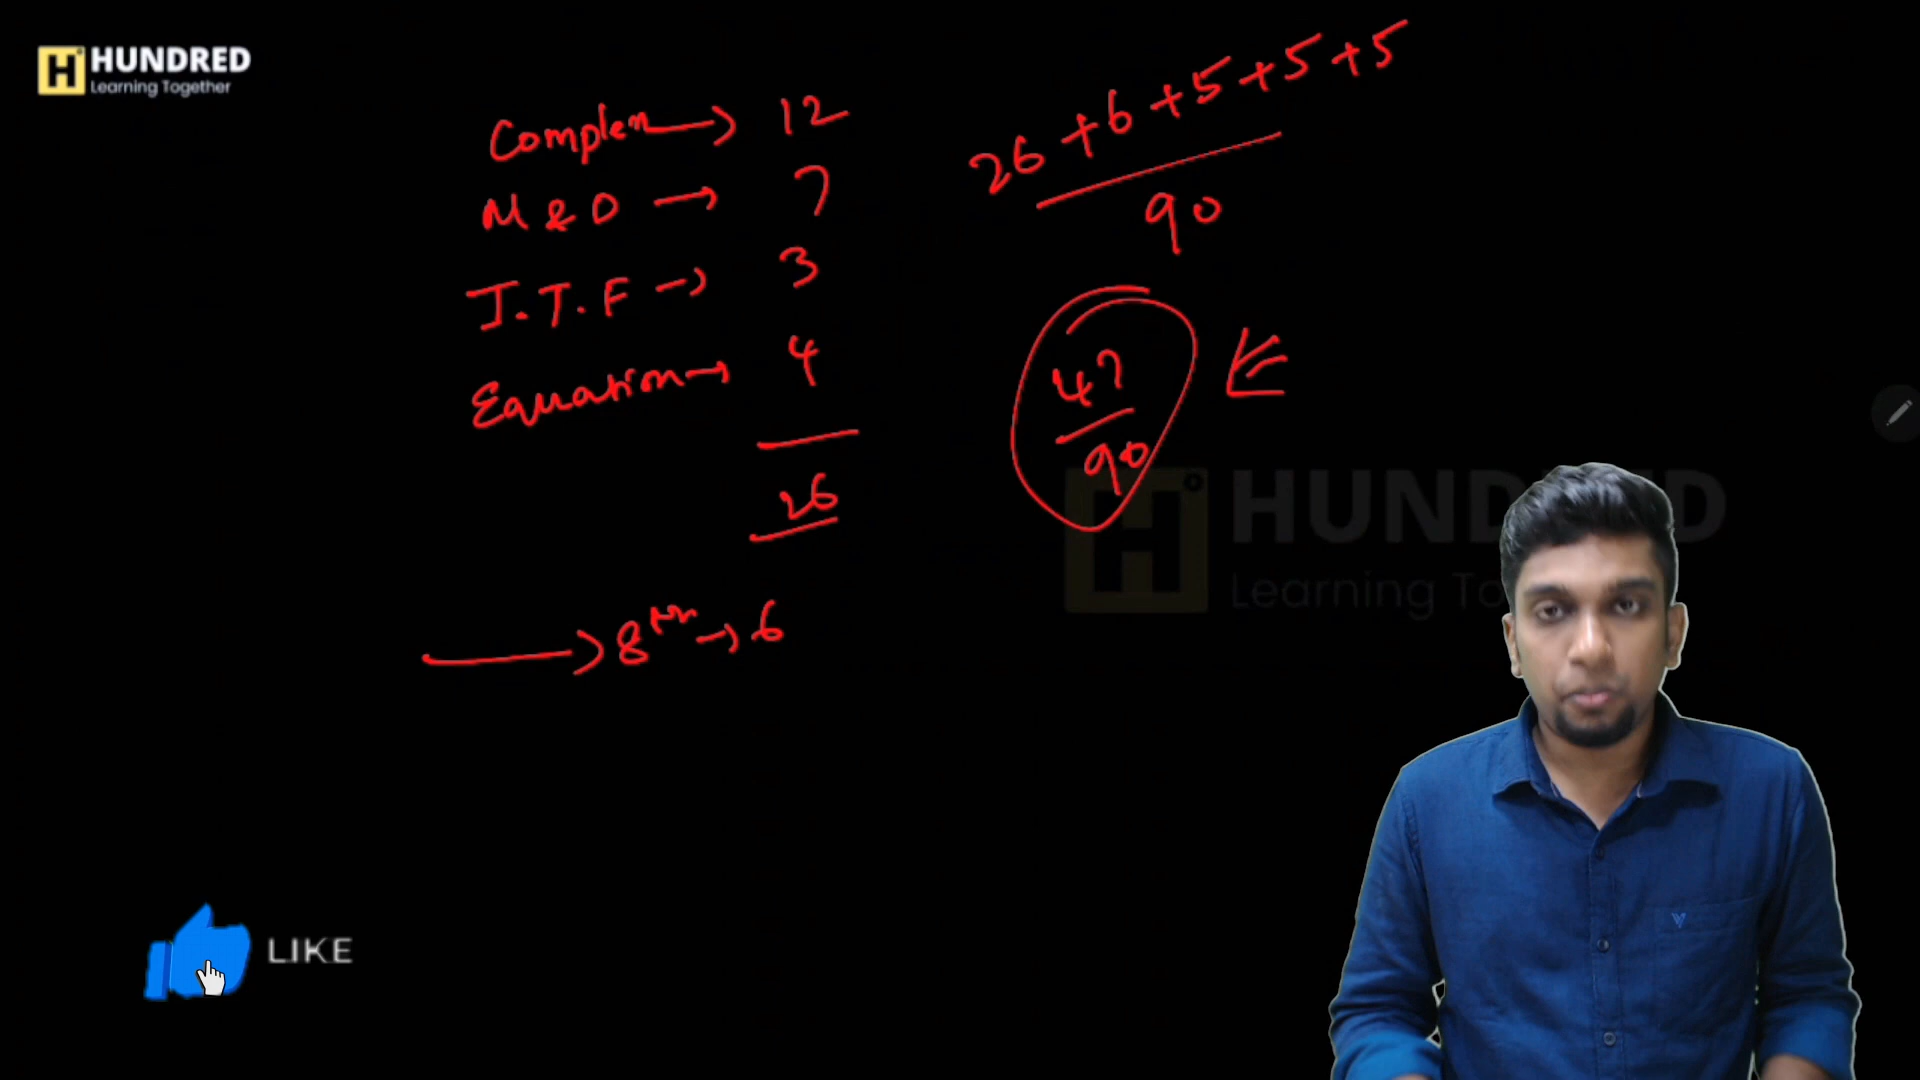 HUNDRED
Learning Together
Complex → 12
M & D → 7
I.T.F → 3
Equation → 4
26
→ 8th → 6
26 + 6 + 5 + 5 + 5
90
47
90
HUNDRED
Learning To
LIKE